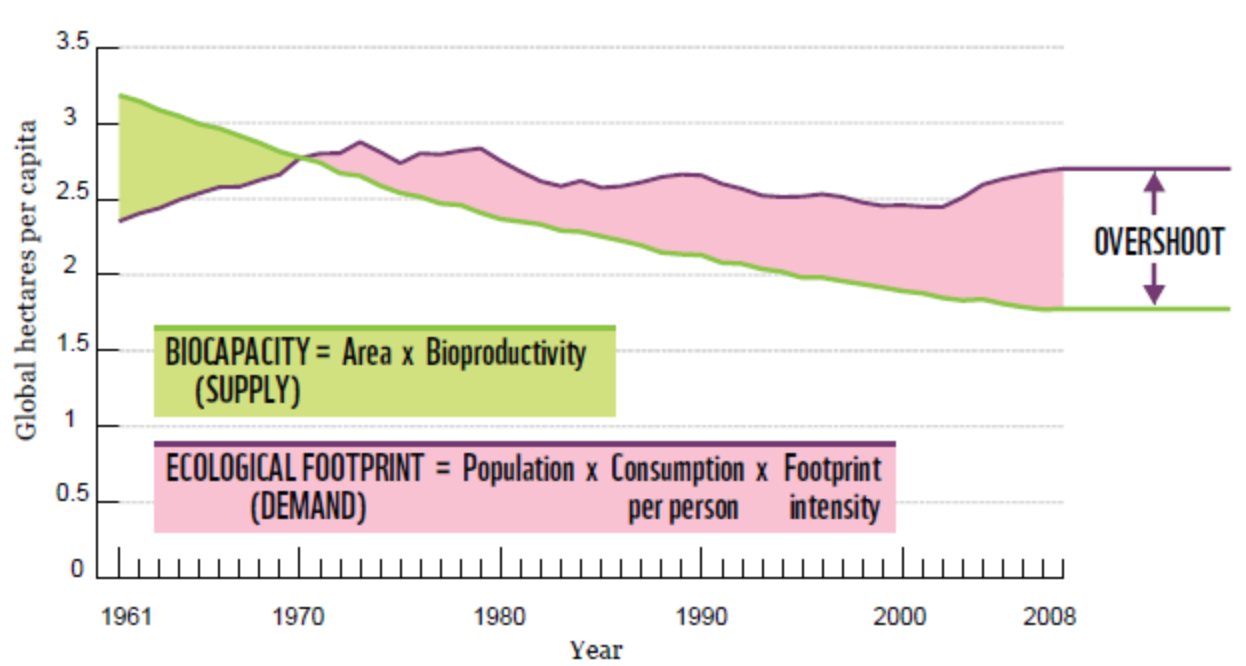 3.5
3
2.5
2
1.5
1
0.5
0
Global hectares per capita
OVERSHOOT
BIOCAPACITY = Area x Bioproductivity
(SUPPLY)
ECOLOGICAL FOOTPRINT = Population x Consumption x Footprint
(DEMAND) per person intensity
1961 1970 1980 1990 2000 2008
Year